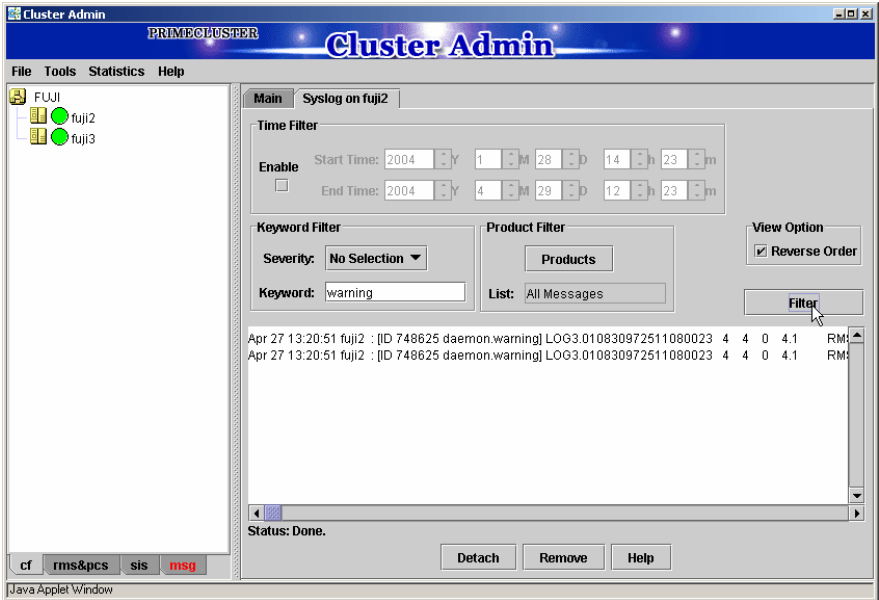 Cluster Admin
PRIMECLUSTER
Cluster Admin
File Tools Statistics Help
FUJI
fuji2
fuji3
Main Syslog on fuji2
Time Filter
Enable
Start Time: 2004 Y 1 M 28 D 14 h 23 m
End Time: 2004 Y 4 M 29 D 12 h 23 m
Keyword Filter
Severity: No Selection
Keyword: warning
Product Filter
Products
List: All Messages
View Option
Reverse Order
Filter
Apr 27 13:20:51 fuji2 : [ID 748625 daemon.warning] LOG3.010830972511080023 4 4 0 4.1 RMS
Apr 27 13:20:51 fuji2 : [ID 748625 daemon.warning] LOG3.010830972511080023 4 4 0 4.1 RMS
Status: Done.
Detach Remove Help
cf rms&pcs sis msg
Java Applet Window